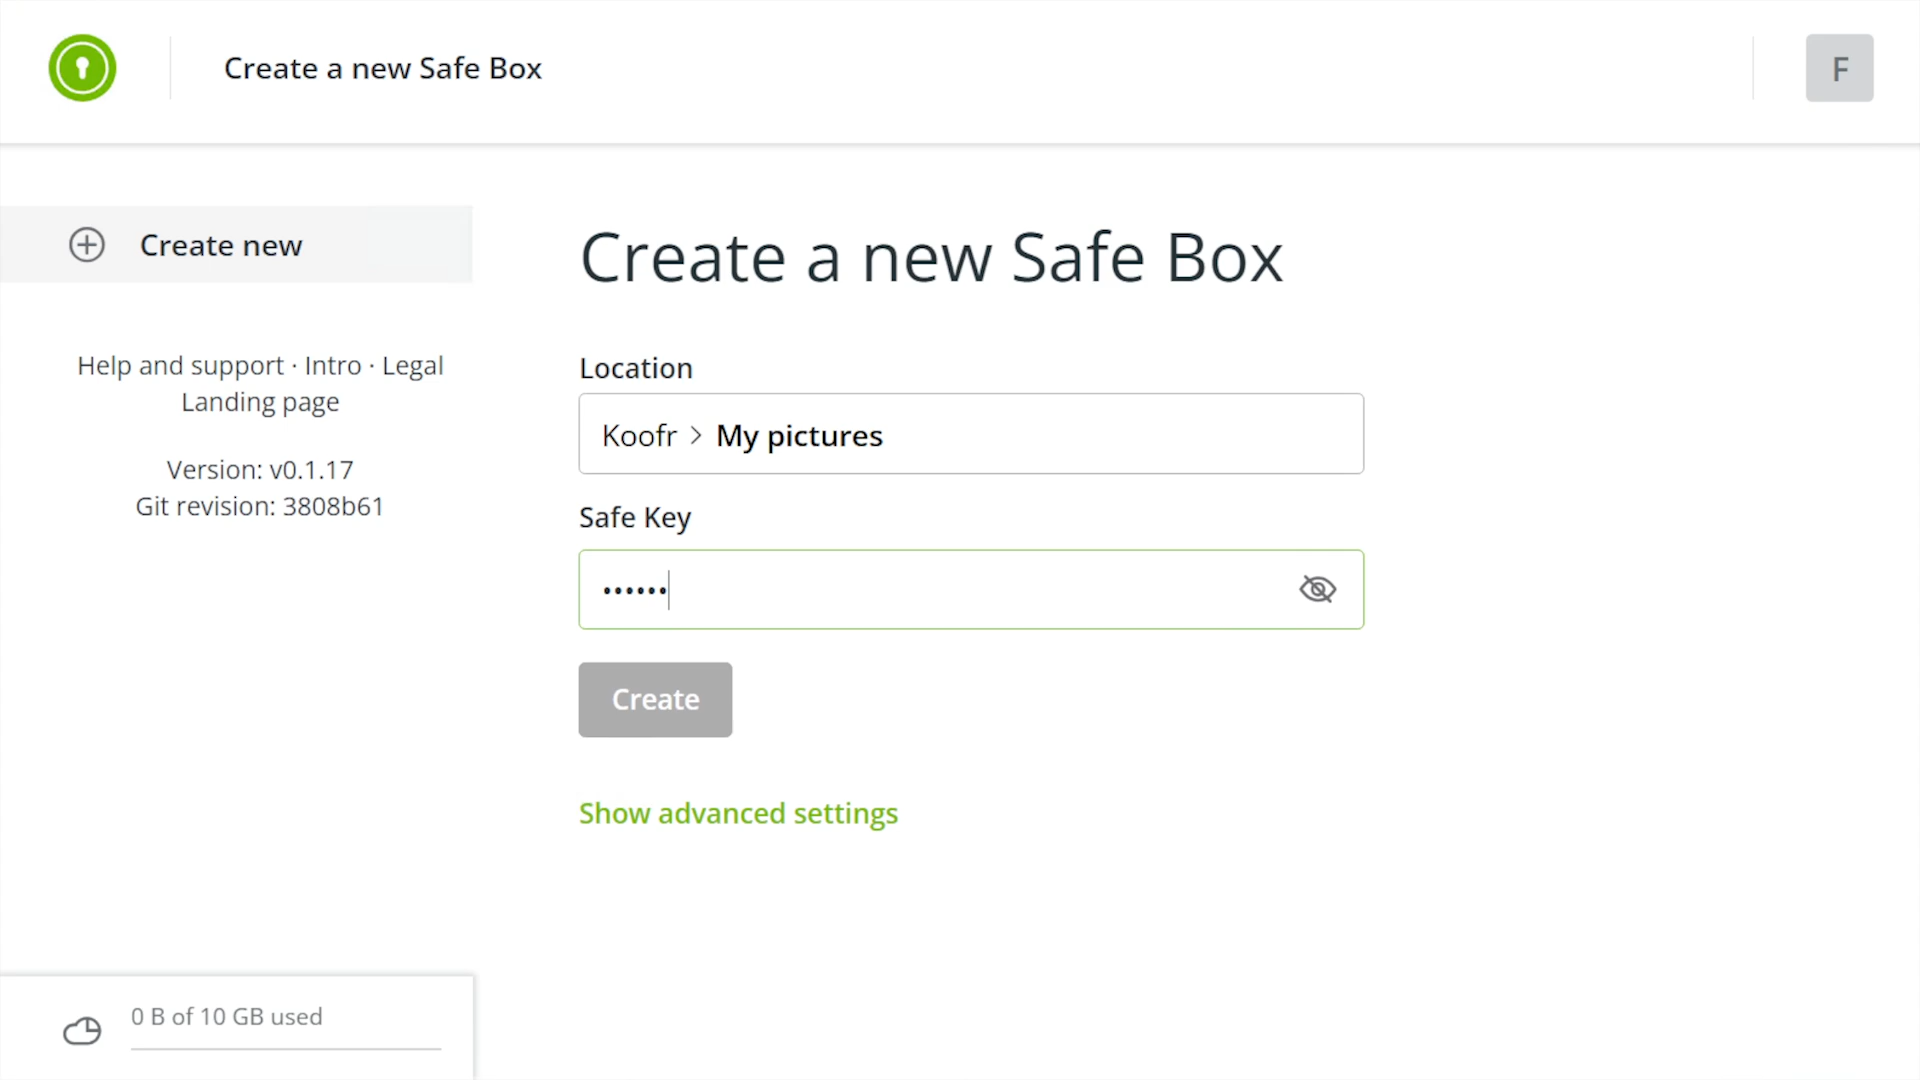 Create a new Safe Box
F
Create new
Help and support · Intro · Legal
Landing page
Version: v0.1.17
Git revision: 3808b61
Create a new Safe Box
Location
Koofr > My pictures
Safe Key
••••••
Create
Show advanced settings
0 B of 10 GB used